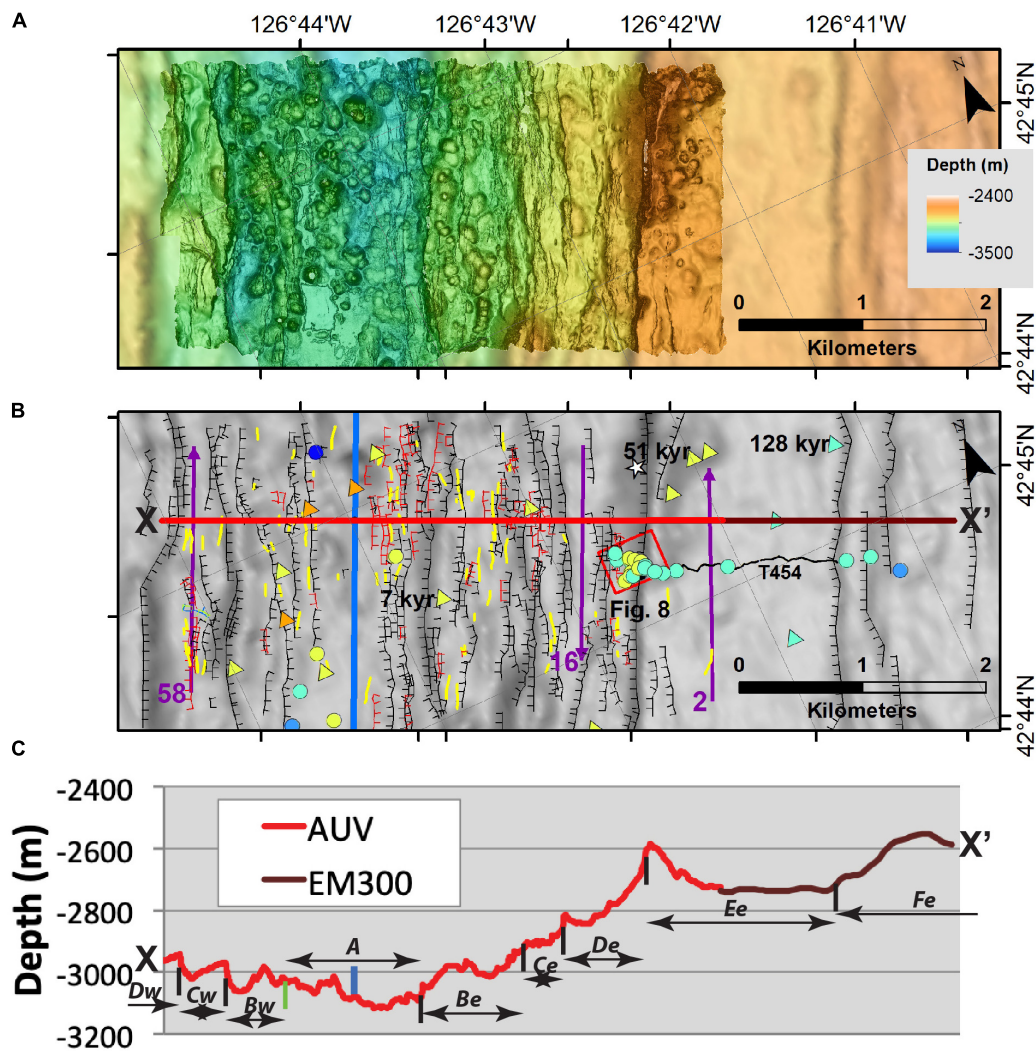 A
126°44'W 126°43'W 126°42'W 126°41'W
Z
42°45'N
Depth (m)
-2400
-3500
0 1 2
Kilometers
42°44'N
B
51 kyr
128 kyr
42°45'N
X X'
T454
7 kyr
Fig. 8
16
58
2
0 1 2
Kilometers
42°44'N
C
-2400
-2600
-2800
-3000
-3200
Depth (m)
AUV
EM300
X'
X
Ee
Fe
A
De
Ce
Dw
Cw
Bw
Be